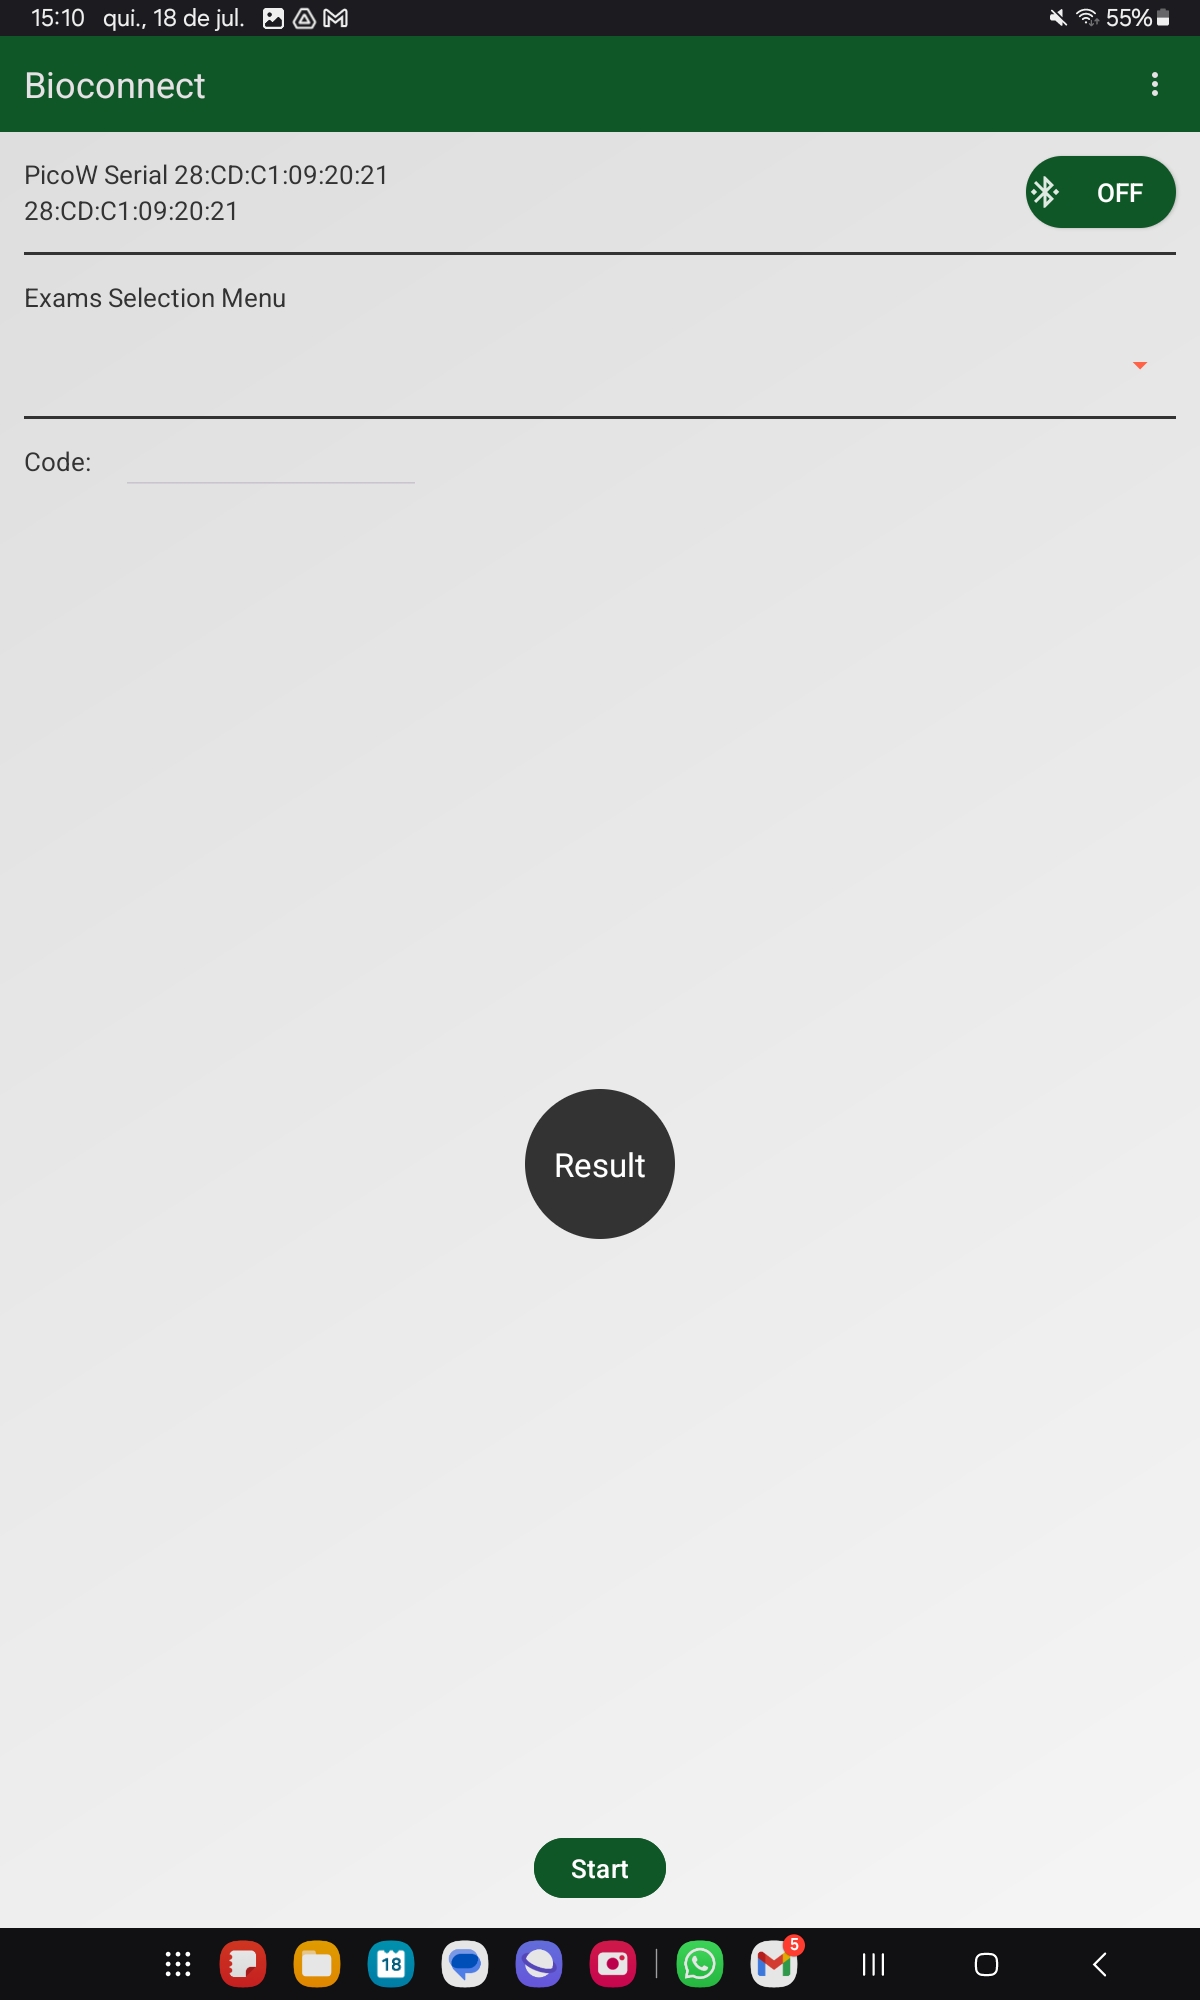 15:10 qui., 18 de jul. 55%
Bioconnect
PicoW Serial 28:CD:C1:09:20:21
28:CD:C1:09:20:21
OFF
Exams Selection Menu
Code:
Result
Start
18
5